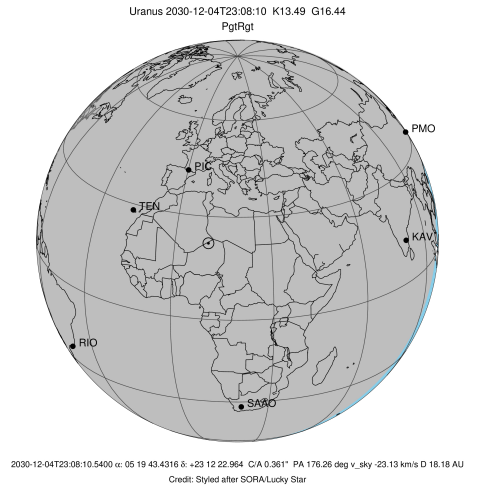 Uranus 2030-12-04T23:08:10 K13.49 G16.44
PgtRgt
PMO
PIC
TEN
KAV
RIO
SAAO
2030-12-04T23:08:10.5400 α: 05 19 43.4316 δ: +23 12 22.964 C/A 0.361" PA 176.26 deg v_sky -23.13 km/s D 18.18 AU
Credit: Styled after SORA/Lucky Star